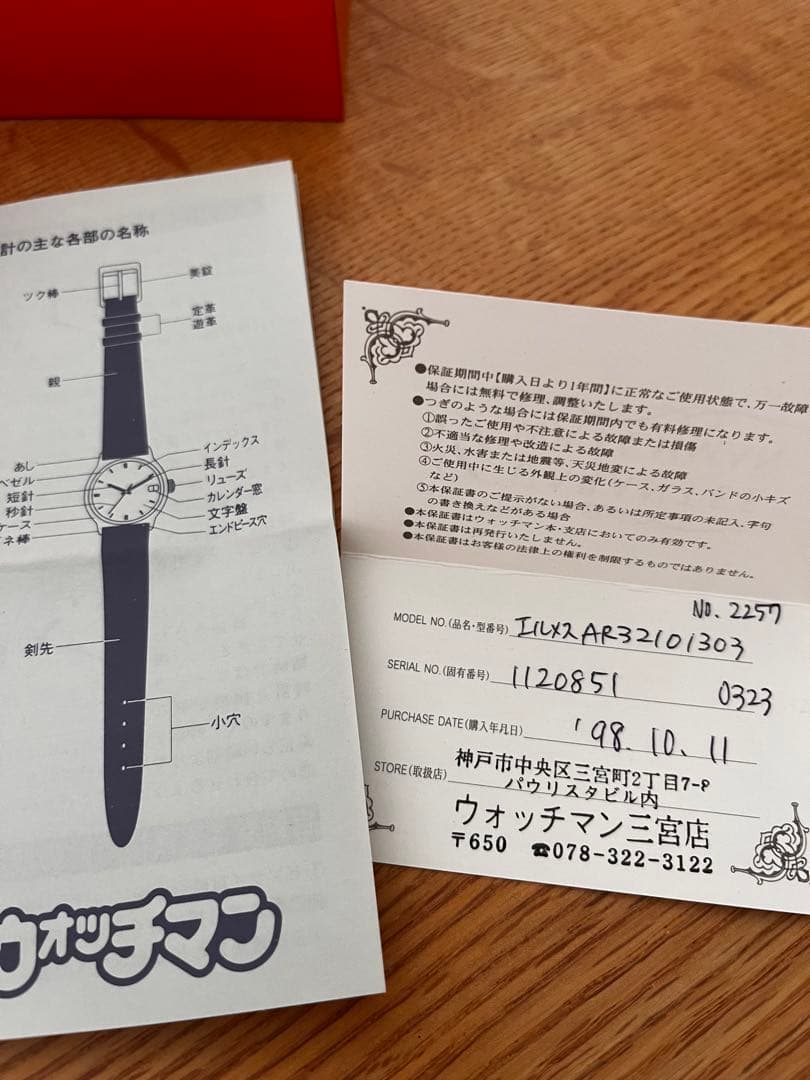 計の主な各部の名称
ツク棒
美錠
定革
遊革
親
あし
ベゼル
短針
秒針
ケース
ネ棒
インデックス
長針
リューズ
カレンダー窓
文字盤
エンドピース穴
剣先
小穴
ウォッチマン
●保証期間中【購入日より1年間】に正常なご使用状態で、万一故障
場合には無料で修理、調整いたします。
●つぎのような場合には保証期間内でも有料修理になります。
①誤ったご使用や不注意による故障または損傷
②不適当な修理や改造による故障
③火災、水害または地震等、天災地変による故障
④ご使用中に生じる外観上の変化(ケース、ガラス、バンドの小キズ
など)
⑤本保証書のご提示がない場合、あるいは所定事項の未記入、字句
の書き換えなどがある場合
●本保証書はウォッチマン本・支店においてのみ有効です。
●本保証書は再発行いたしません。
●本保証書はお客様の法律上の権利を制限するものではありません。
NO. 2257
MODEL NO.(品名・型番号) エルメス AR32101303
SERIAL NO.(固有番号) 1120851 0323
PURCHASE DATE(購入年月日) '98. 10. 11
STORE(取扱店) 神戸市中央区三宮町2丁目7-8
パウリスタビル内
ウォッチマン三宮店
〒650 ☎078-322-3122